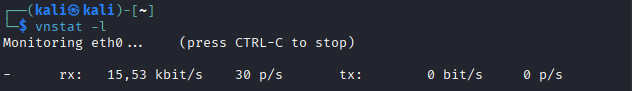 ┌──(kali㉿kali)-[~]
└─$ vnstat -l
Monitoring eth0...    (press CTRL-C to stop)
-       rx:   15,53 kbit/s    30 p/s      tx:        0 bit/s     0 p/s